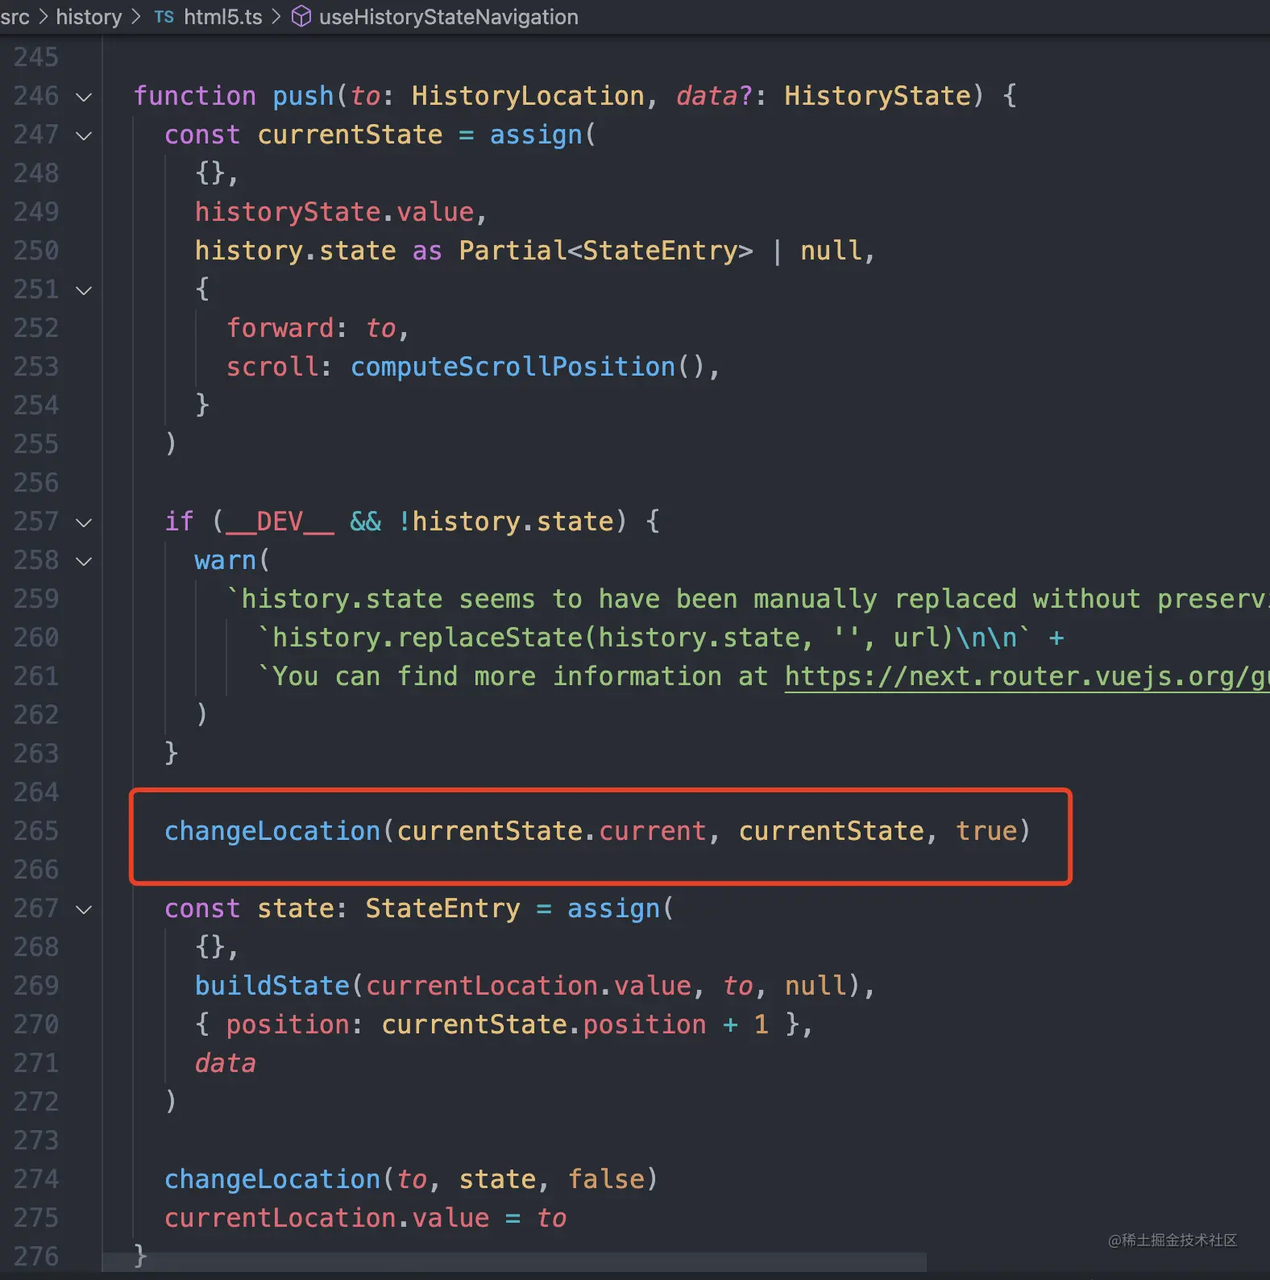 src > history > TS html5.ts > useHistoryStateNavigation
245
246 function push(to: HistoryLocation, data?: HistoryState) {
247 const currentState = assign(
248 {},
249 historyState.value,
250 history.state as Partial<StateEntry> | null,
251 {
252 forward: to,
253 scroll: computeScrollPosition(),
254 }
255 )
256
257 if (__DEV__ && !history.state) {
258 warn(
259 `history.state seems to have been manually replaced without
260 `history.replaceState(history.state, '', url)\n\n` +
261 `You can find more information at https://next.router.vuejs.org/
262 )
263 }
264
265 changeLocation(currentState.current, currentState, true)
266
267 const state: StateEntry = assign(
268 {},
269 buildState(currentLocation.value, to, null),
270 { position: currentState.position + 1 },
271 data
272 )
273
274 changeLocation(to, state, false)
275 currentLocation.value = to
276 }
@稀土掘金技术社区